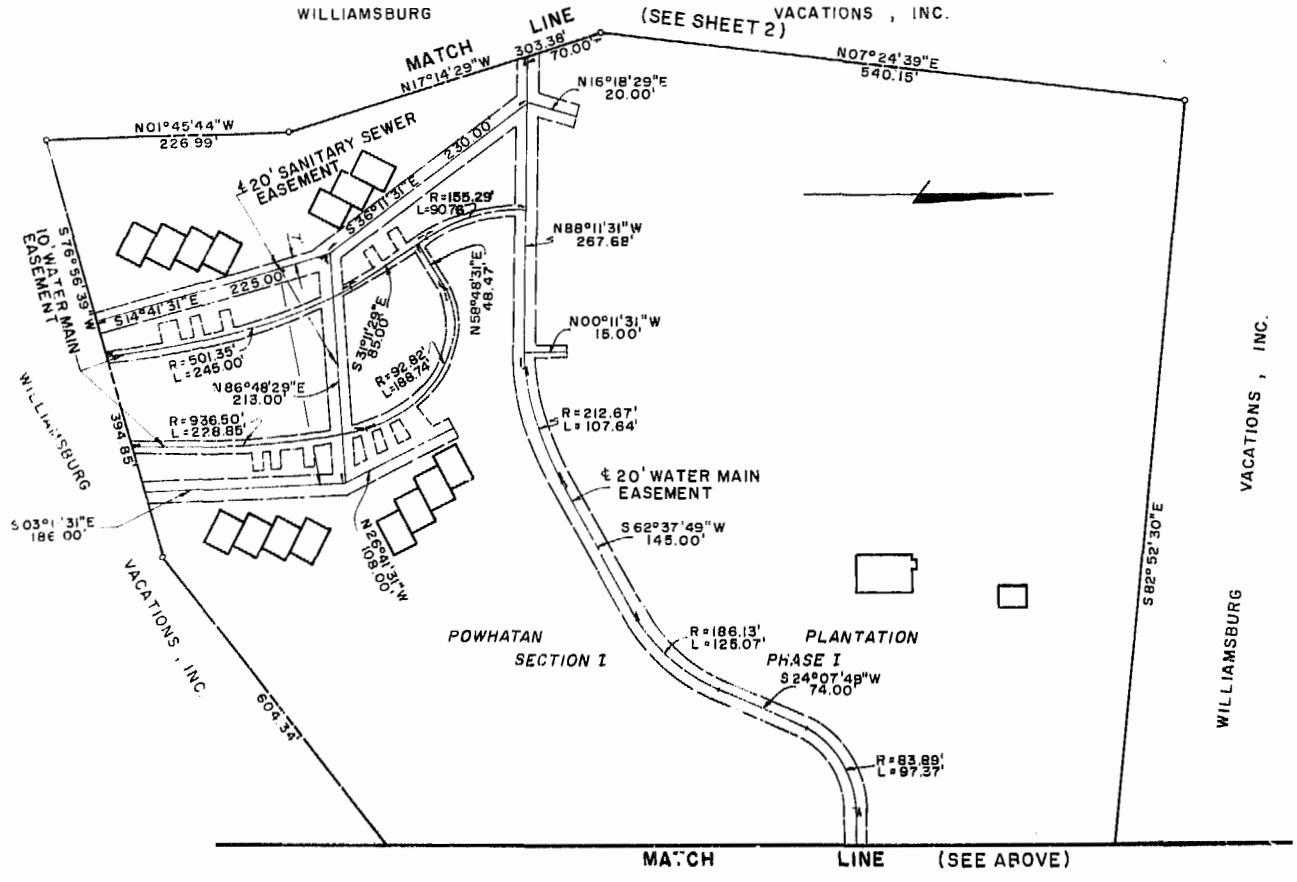 WILLIAMSBURG
VACATIONS , INC.
MATCH
LINE
(SEE SHEET 2)
303.38'
70.00'
N17°14'29"W
N07°24'39"E
540.15'
N16°18'29"E
20.00'
N01°45'44"W
226.99'
℄ 20' SANITARY SEWER
EASEMENT
S36°11'31"E
230.00'
R=155.29'
L=90.76'
N88°11'31"W
267.68'
S76°56'39"W
394.85'
10' WATER MAIN
EASEMENT
S14°41'31"E
225.00'
7'
N58°48'31"E
48.47'
S31°11'29"E
85.00'
N00°11'31"W
15.00'
R=501.35'
L=245.00'
R=92.82'
L=188.74'
N86°48'29"E
213.00'
R=936.50'
L=228.85'
R=212.67'
L=107.64'
WILLIAMSBURG
℄ 20' WATER MAIN
EASEMENT
S62°37'49"W
145.00'
N26°41'31"W
108.00'
VACATIONS , INC.
604.34'
POWHATAN
SECTION I
PLANTATION
PHASE I
R=186.13'
L=125.07'
S24°07'48"W
74.00'
R=83.89'
L=97.37'
S82°52'30"E
VACATIONS , INC.
WILLIAMSBURG
MATCH LINE (SEE ABOVE)